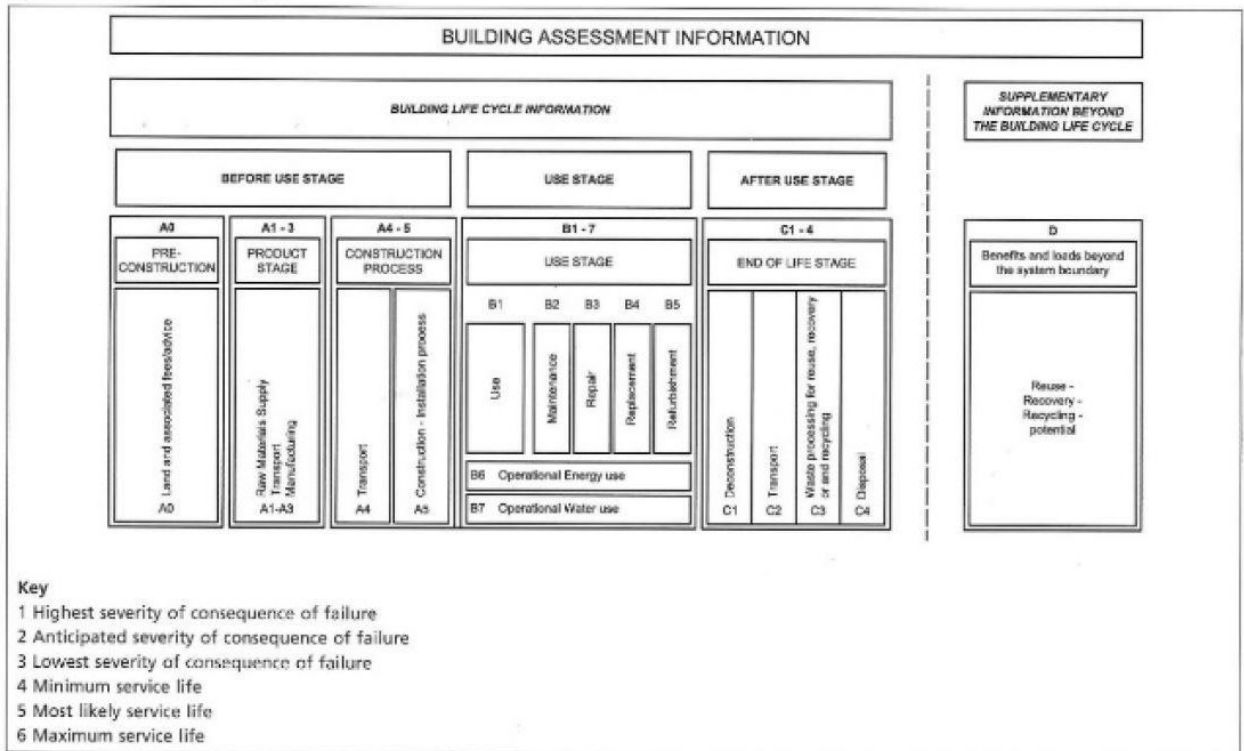 BUILDING ASSESSMENT INFORMATION
BUILDING LIFE CYCLE INFORMATION
SUPPLEMENTARY
INFORMATION BEYOND
THE BUILDING LIFE CYCLE
BEFORE USE STAGE
USE STAGE
AFTER USE STAGE
A0
PRE-
CONSTRUCTION
Land and associated fees/advice
A0
A1 - 3
PRODUCT
STAGE
Raw Materials Supply
Transport
Manufacturing
A1-A3
A4 - 5
CONSTRUCTION
PROCESS
Transport
A4
Construction - Installation process
A5
B1 - 7
USE STAGE
B1
Use
B2
Maintenance
B3
Repair
B4
Replacement
B5
Refurbishment
B6 Operational Energy use
B7 Operational Water use
C1 - 4
END OF LIFE STAGE
Deconstruction
C1
Transport
C2
Waste processing for reuse, recovery
or and recycling
C3
Disposal
C4
D
Benefits and loads beyond
the system boundary
Reuse -
Recovery -
Recycling -
potential
Key
1 Highest severity of consequence of failure
2 Anticipated severity of consequence of failure
3 Lowest severity of consequence of failure
4 Minimum service life
5 Most likely service life
6 Maximum service life